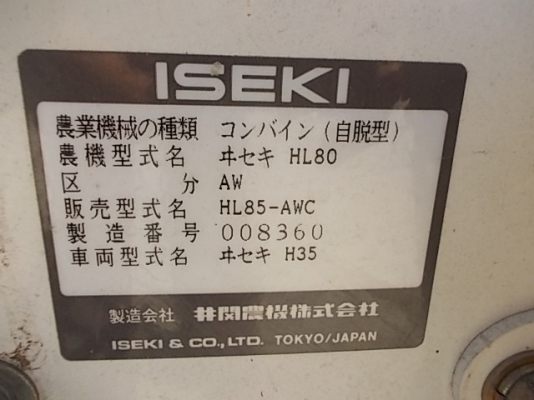 ISEKI
農業機械の種類 コンバイン(自脱型)
農機型式名 ヰセキ HL80
区分 AW
販売型式名 HL85-AWC
製造番号 008360
車両型式名 ヰセキ H35
製造会社 井関農機株式会社
ISEKI & CO., LTD. TOKYO/JAPAN